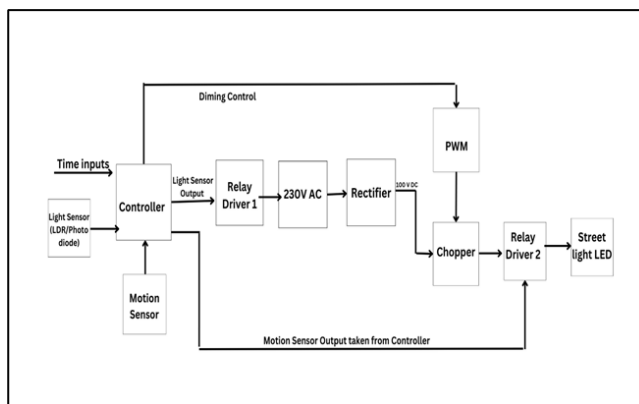 Diming Control
PWM
Time inputs
Controller
Light Sensor
Output
Relay
Driver 1
230V AC
Rectifier
100 V DC
Light Sensor
(LDR/Photo
diode)
Chopper
Relay
Driver 2
Street
light LED
Motion
Sensor
Motion Sensor Output taken from Controller